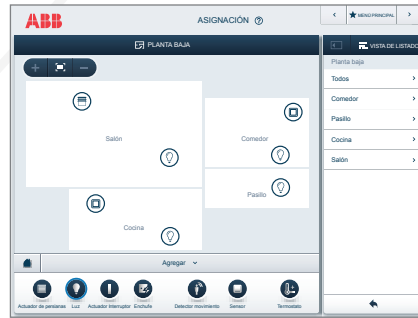 ABB
ASIGNACIÓN
MENÚ PRINCIPAL
PLANTA BAJA
VISTA DE LISTADO
Planta baja
Todos
Comedor
Pasillo
Cocina
Salón
Salón
Comedor
Pasillo
Cocina
Agregar
Actuador de persianas
Luz
Actuador Interruptor
Enchufe
Detector movimiento
Sensor
Termostato